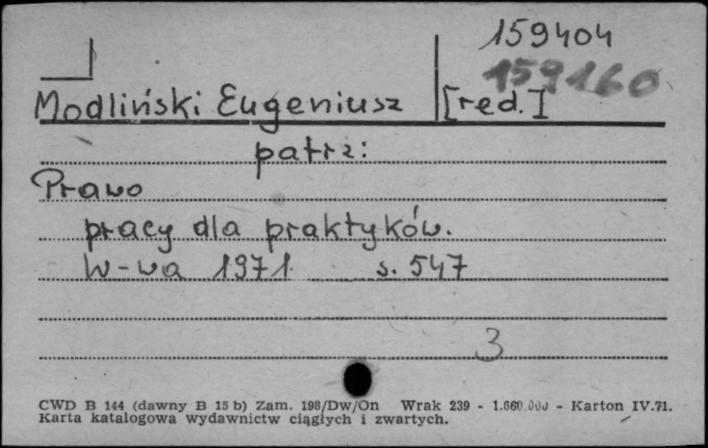 159404
159160
Modliński Eugeniusz [red.]
patrz:
Prawo
pracy dla praktyków.
W-wa 1971 s. 547
3
CWD B 144 (dawny B 15 b) Zam. 198/Dw/On Wrak 239 - 1.660.000 - Karton IV.71.
Karta katalogowa wydawnictw ciągłych i zwartych.